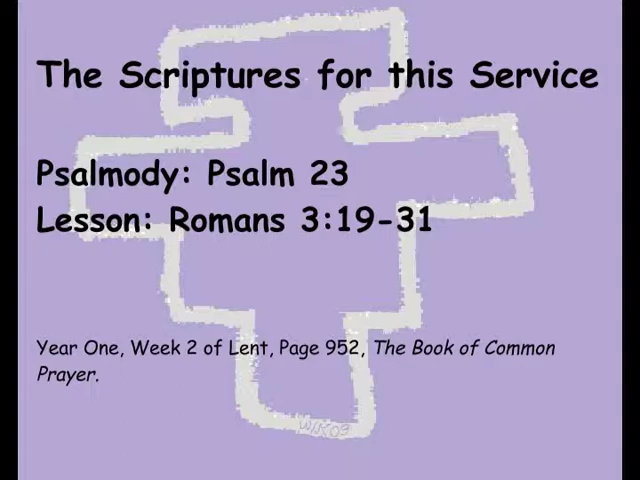 The Scriptures for this Service
Psalmody: Psalm 23
Lesson: Romans 3:19-31
Year One, Week 2 of Lent, Page 952, The Book of Common
Prayer.